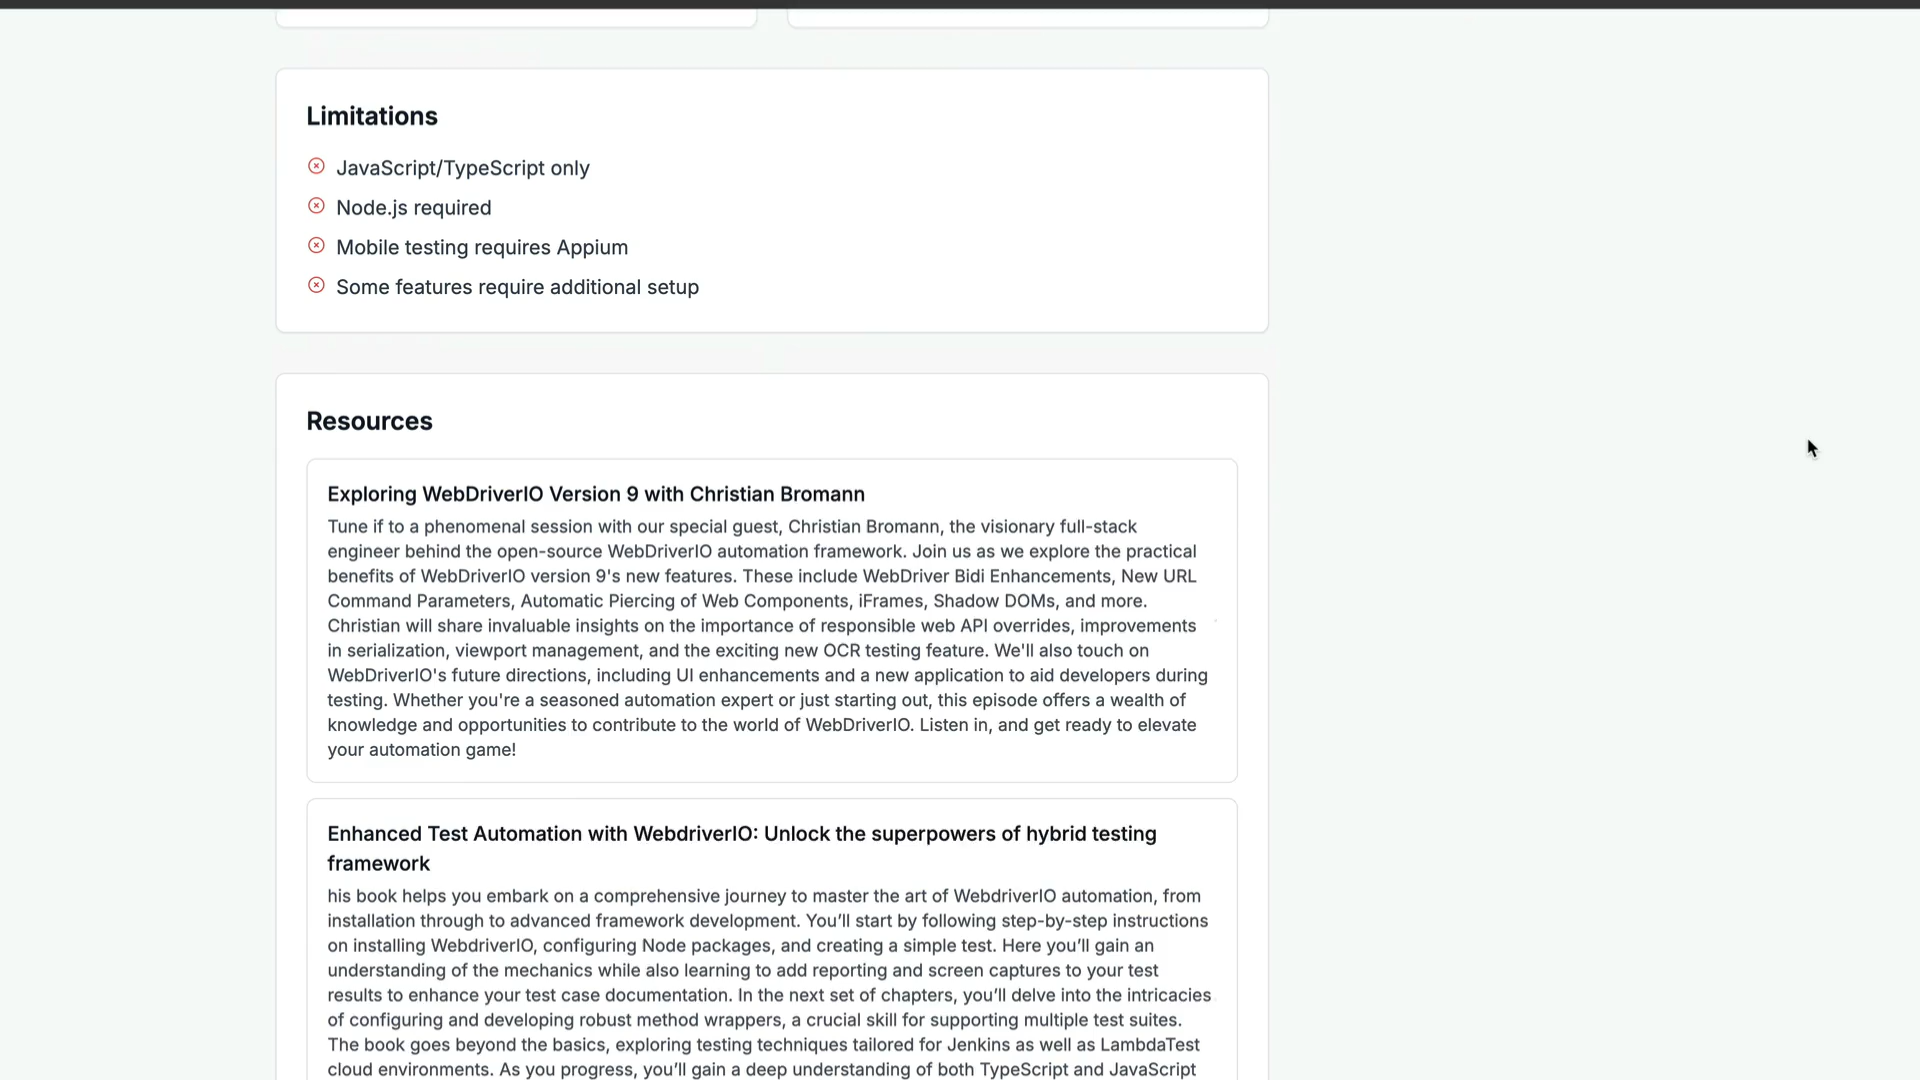 Limitations
JavaScript/TypeScript only
Node.js required
Mobile testing requires Appium
Some features require additional setup
Resources
Exploring WebDriverIO Version 9 with Christian Bromann
Tune if to a phenomenal session with our special guest, Christian Bromann, the visionary full-stack
engineer behind the open-source WebDriverIO automation framework. Join us as we explore the practical
benefits of WebDriverIO version 9's new features. These include WebDriver Bidi Enhancements, New URL
Command Parameters, Automatic Piercing of Web Components, iFrames, Shadow DOMs, and more.
Christian will share invaluable insights on the importance of responsible web API overrides, improvements
in serialization, viewport management, and the exciting new OCR testing feature. We'll also touch on
WebDriverIO's future directions, including UI enhancements and a new application to aid developers during
testing. Whether you're a seasoned automation expert or just starting out, this episode offers a wealth of
knowledge and opportunities to contribute to the world of WebDriverIO. Listen in, and get ready to elevate
your automation game!
Enhanced Test Automation with WebdriverIO: Unlock the superpowers of hybrid testing
framework
his book helps you embark on a comprehensive journey to master the art of WebdriverIO automation, from
installation through to advanced framework development. You’ll start by following step-by-step instructions
on installing WebdriverIO, configuring Node packages, and creating a simple test. Here you’ll gain an
understanding of the mechanics while also learning to add reporting and screen captures to your test
results to enhance your test case documentation. In the next set of chapters, you’ll delve into the intricacies
of configuring and developing robust method wrappers, a crucial skill for supporting multiple test suites.
The book goes beyond the basics, exploring testing techniques tailored for Jenkins as well as LambdaTest
cloud environments. As you progress, you’ll gain a deep understanding of both TypeScript and JavaScript